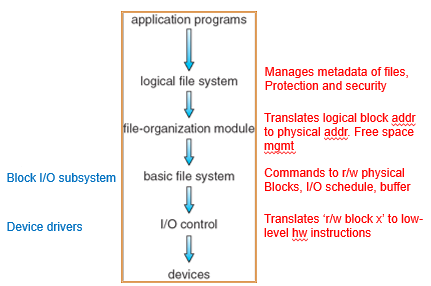 application programs
logical file system
Manages metadata of files,
Protection and security
file-organization module
Translates logical block addr
to physical addr. Free space
mgmt
Block I/O subsystem
basic file system
Commands to r/w physical
Blocks, I/O schedule, buffer
Device drivers
I/O control
Translates ‘r/w block x’ to low-
level hw instructions
devices